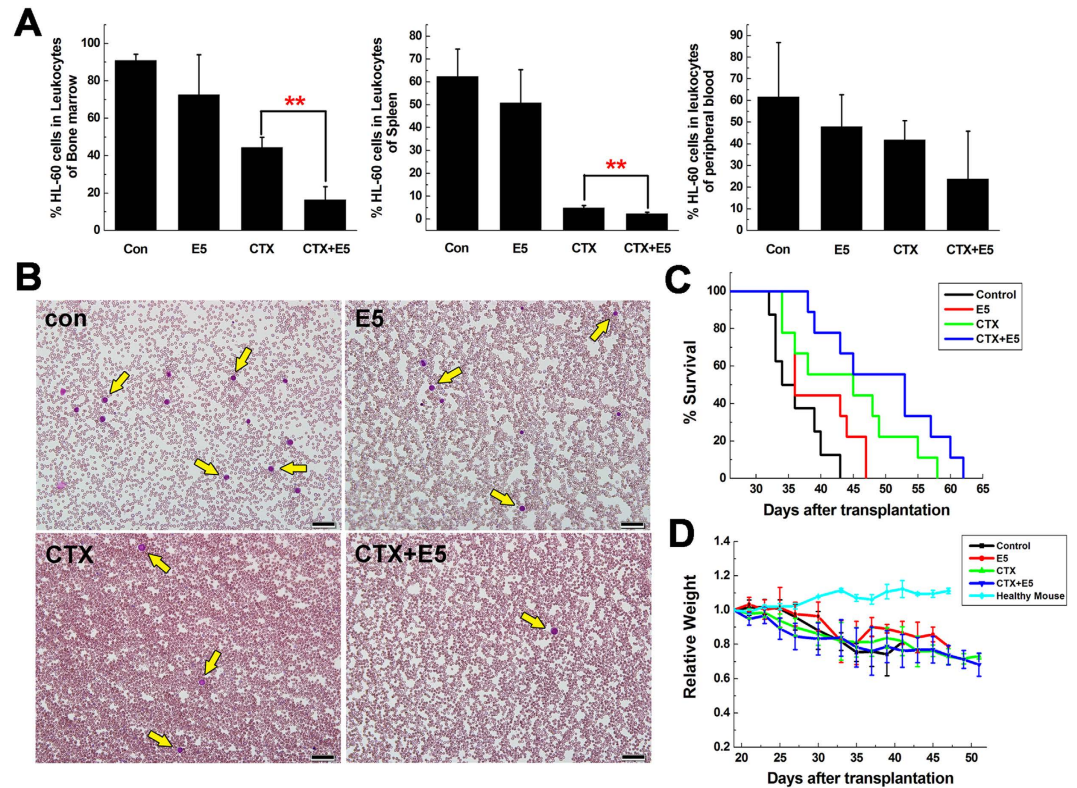 A
% HL-60 cells in Leukocytes
of Bone marrow
100
80
60
40
20
0
**
Con E5 CTX CTX+E5
% HL-60 cells in Leukocytes
of Spleen
80
70
60
50
40
30
20
10
0
**
Con E5 CTX CTX+E5
% HL-60 cells in leukocytes
of peripheral blood
90
80
70
60
50
40
30
20
10
0
Con E5 CTX CTX+E5
B
con
E5
CTX
CTX+E5
C
% Survival
100
80
60
40
20
0
Control
E5
CTX
CTX+E5
30 35 40 45 50 55 60 65
Days after transplantation
D
Relative Weight
1.4
1.2
1.0
0.8
0.6
0.4
0.2
Control
E5
CTX
CTX+E5
Healthy Mouse
20 25 30 35 40 45 50
Days after transplantation